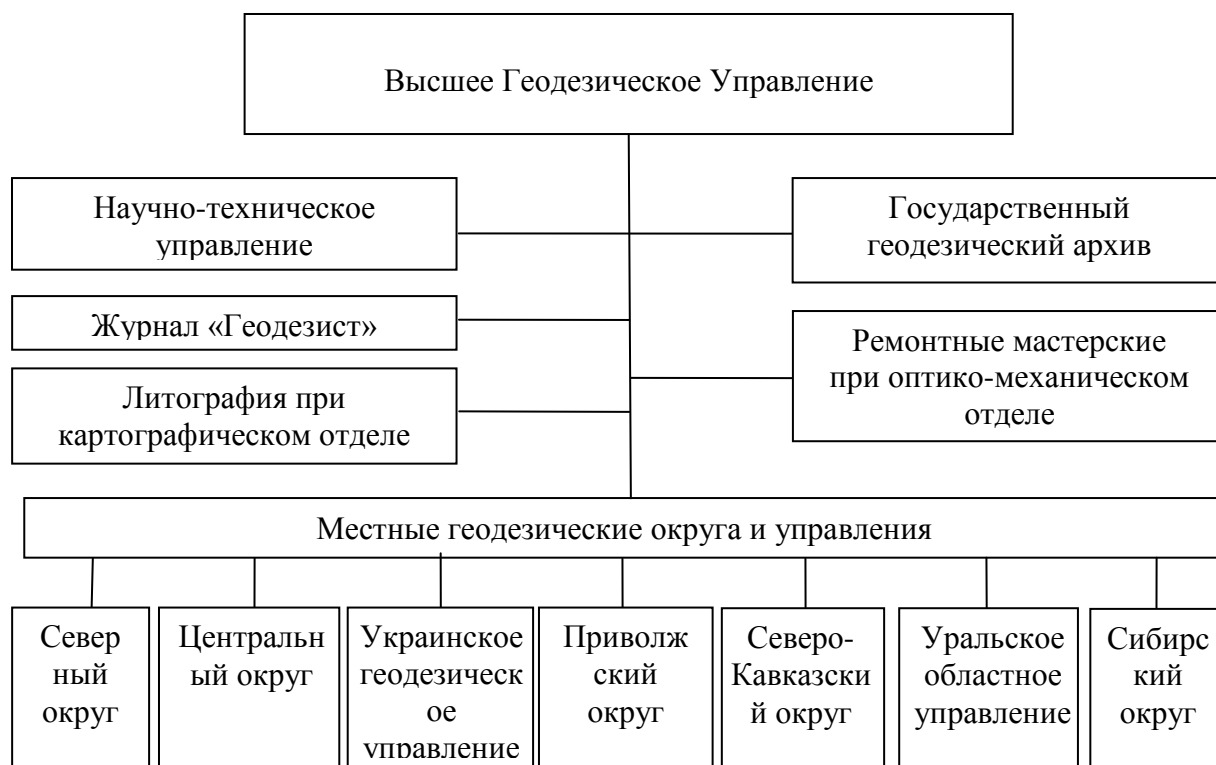 Высшее Геодезическое Управление
Научно-техническое
управление
Государственный
геодезический архив
Журнал «Геодезист»
Ремонтные мастерские
при оптико-механическом
отделе
Литография при
картографическом отделе
Местные геодезические округа и управления
Север
ный
округ
Центральн
ый округ
Украинское
геодезическ
ое
управление
Приволж
ский
округ
Северо-
Кавказски
й округ
Уральское
областное
управление
Сибирс
кий
округ